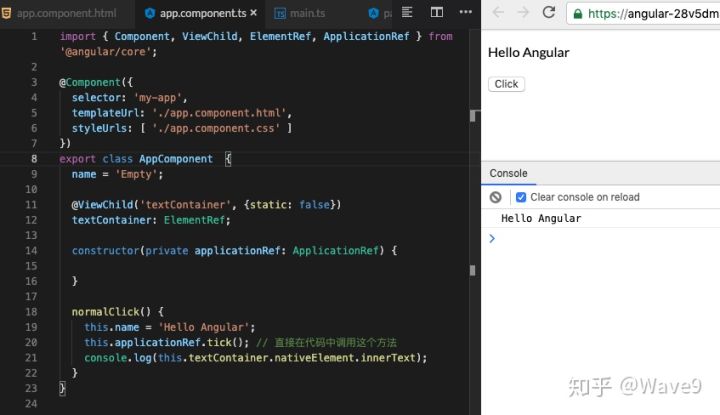 app.component.html
app.component.ts
main.ts
1 import { Component, ViewChild, ElementRef, ApplicationRef } from
'@angular/core';
2
3 @Component({
4 selector: 'my-app',
5 templateUrl: './app.component.html',
6 styleUrls: [ './app.component.css' ]
7 })
8 export class AppComponent {
9 name = 'Empty';
10
11 @ViewChild('textContainer', {static: false})
12 textContainer: ElementRef;
13
14 constructor(private applicationRef: ApplicationRef) {
15
16 }
17
18 normalClick() {
19 this.name = 'Hello Angular';
20 this.applicationRef.tick(); // 直接在代码中调用这个方法
21 console.log(this.textContainer.nativeElement.innerText);
22 }
23 }
24
https://angular-28v5dm
Hello Angular
Click
Console
Clear console on reload
Hello Angular
知乎 @Wave9